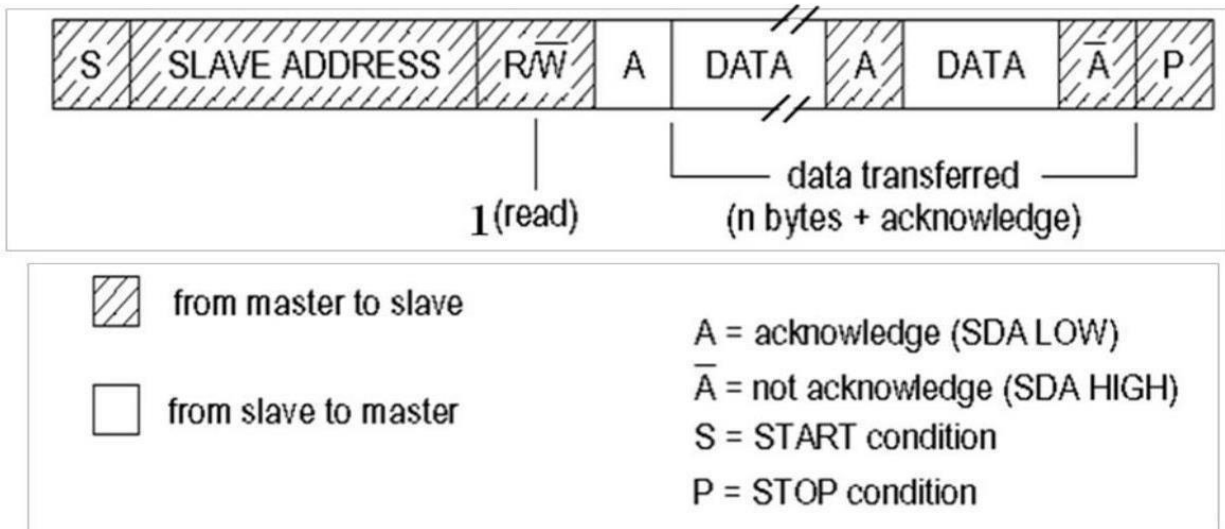 S SLAVE ADDRESS R/W̅ A DATA A DATA A̅ P
data transferred
1 (read) (n bytes + acknowledge)
from master to slave
from slave to master
A = acknowledge (SDA LOW)
A̅ = not acknowledge (SDA HIGH)
S = START condition
P = STOP condition